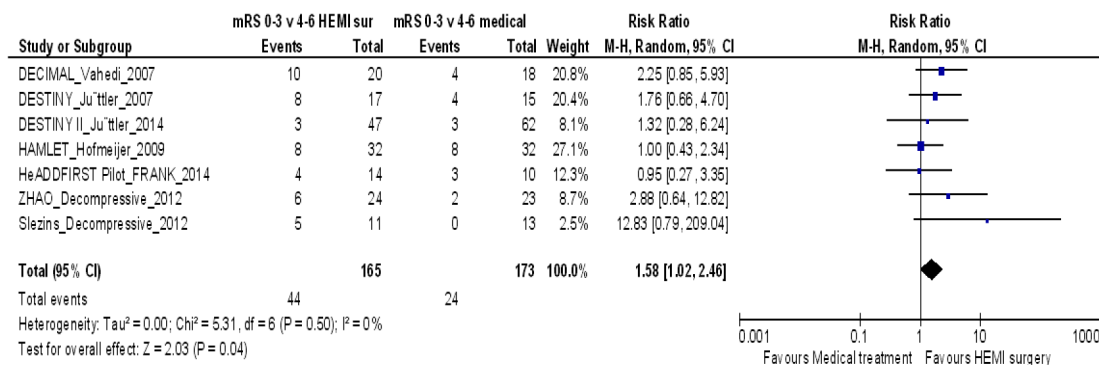 mRS 0-3 v 4-6 HEMI sur mRS 0-3 v 4-6 medical Risk Ratio Risk Ratio
Study or Subgroup Events Total Events Total Weight M-H, Random, 95% CI M-H, Random, 95% CI
DECIMAL_Vahedi_2007 10 20 4 18 20.8% 2.25 [0.85, 5.93]
DESTINY_Ju¨ttler_2007 8 17 4 15 20.4% 1.76 [0.66, 4.70]
DESTINY II_Ju¨ttler_2014 3 47 3 62 8.1% 1.32 [0.28, 6.24]
HAMLET_Hofmeijer_2009 8 32 8 32 27.1% 1.00 [0.43, 2.34]
HeADDFIRST Pilot_FRANK_2014 4 14 3 10 12.3% 0.95 [0.27, 3.35]
ZHAO_Decompressive_2012 6 24 2 23 8.7% 2.88 [0.64, 12.82]
Slezins_Decompressive_2012 5 11 0 13 2.5% 12.83 [0.79, 209.04]
Total (95% CI) 165 173 100.0% 1.58 [1.02, 2.46]
Total events 44 24
Heterogeneity: Tau² = 0.00; Chi² = 5.31, df = 6 (P = 0.50); I² = 0%
Test for overall effect: Z = 2.03 (P = 0.04)
0.001 0.1 1 10 1000
Favours Medical treatment Favours HEMI surgery